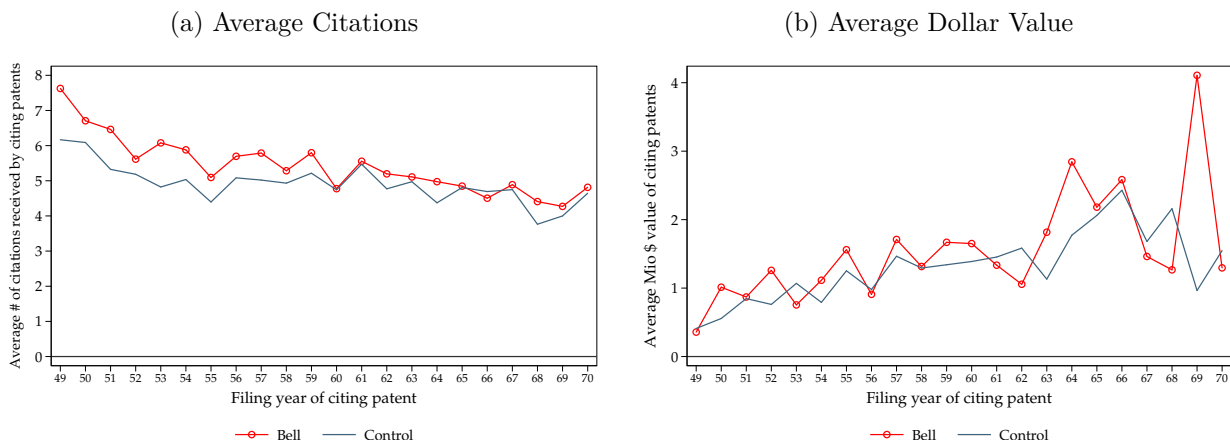 (a) Average Citations
Average # of citations received by citing patents
8
7
6
5
4
3
2
1
0
49 50 51 52 53 54 55 56 57 58 59 60 61 62 63 64 65 66 67 68 69 70
Filing year of citing patent
Bell Control
(b) Average Dollar Value
Average Mio $ value of citing patents
4
3
2
1
0
49 50 51 52 53 54 55 56 57 58 59 60 61 62 63 64 65 66 67 68 69 70
Filing year of citing patent
Bell Control